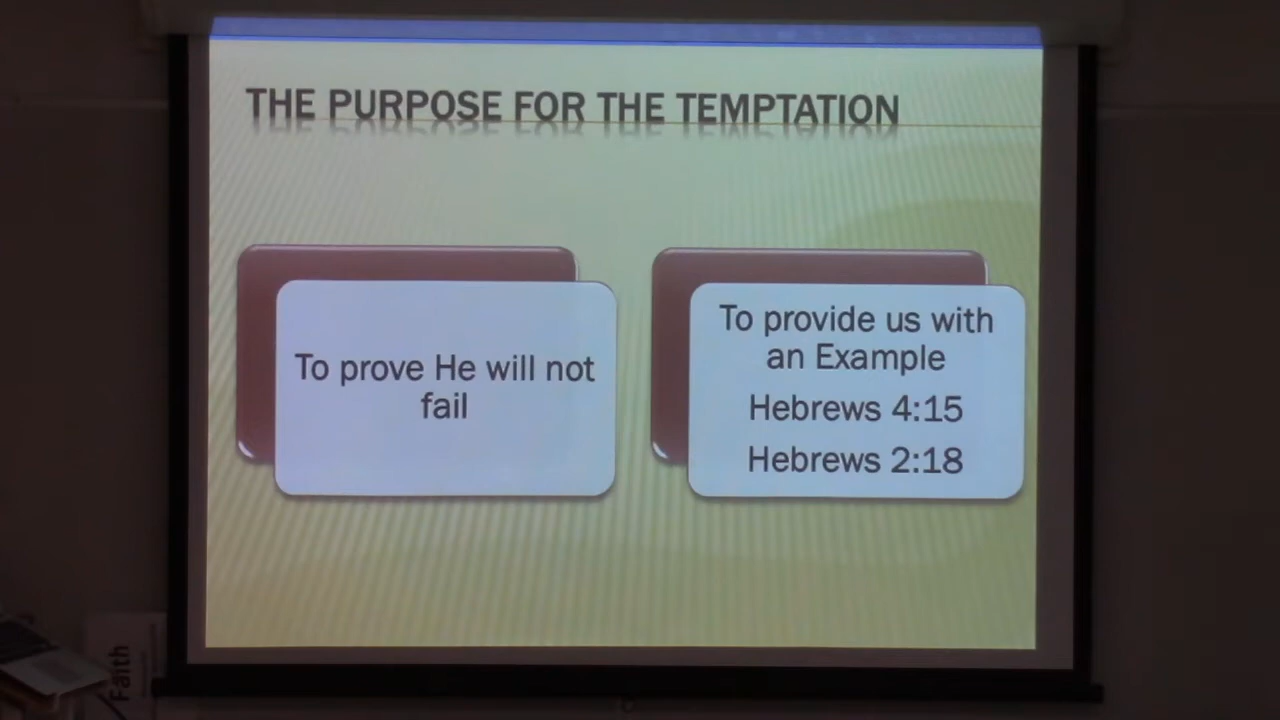 THE PURPOSE FOR THE TEMPTATION
To prove He will not
fail
To provide us with
an Example
Hebrews 4:15
Hebrews 2:18
Faith